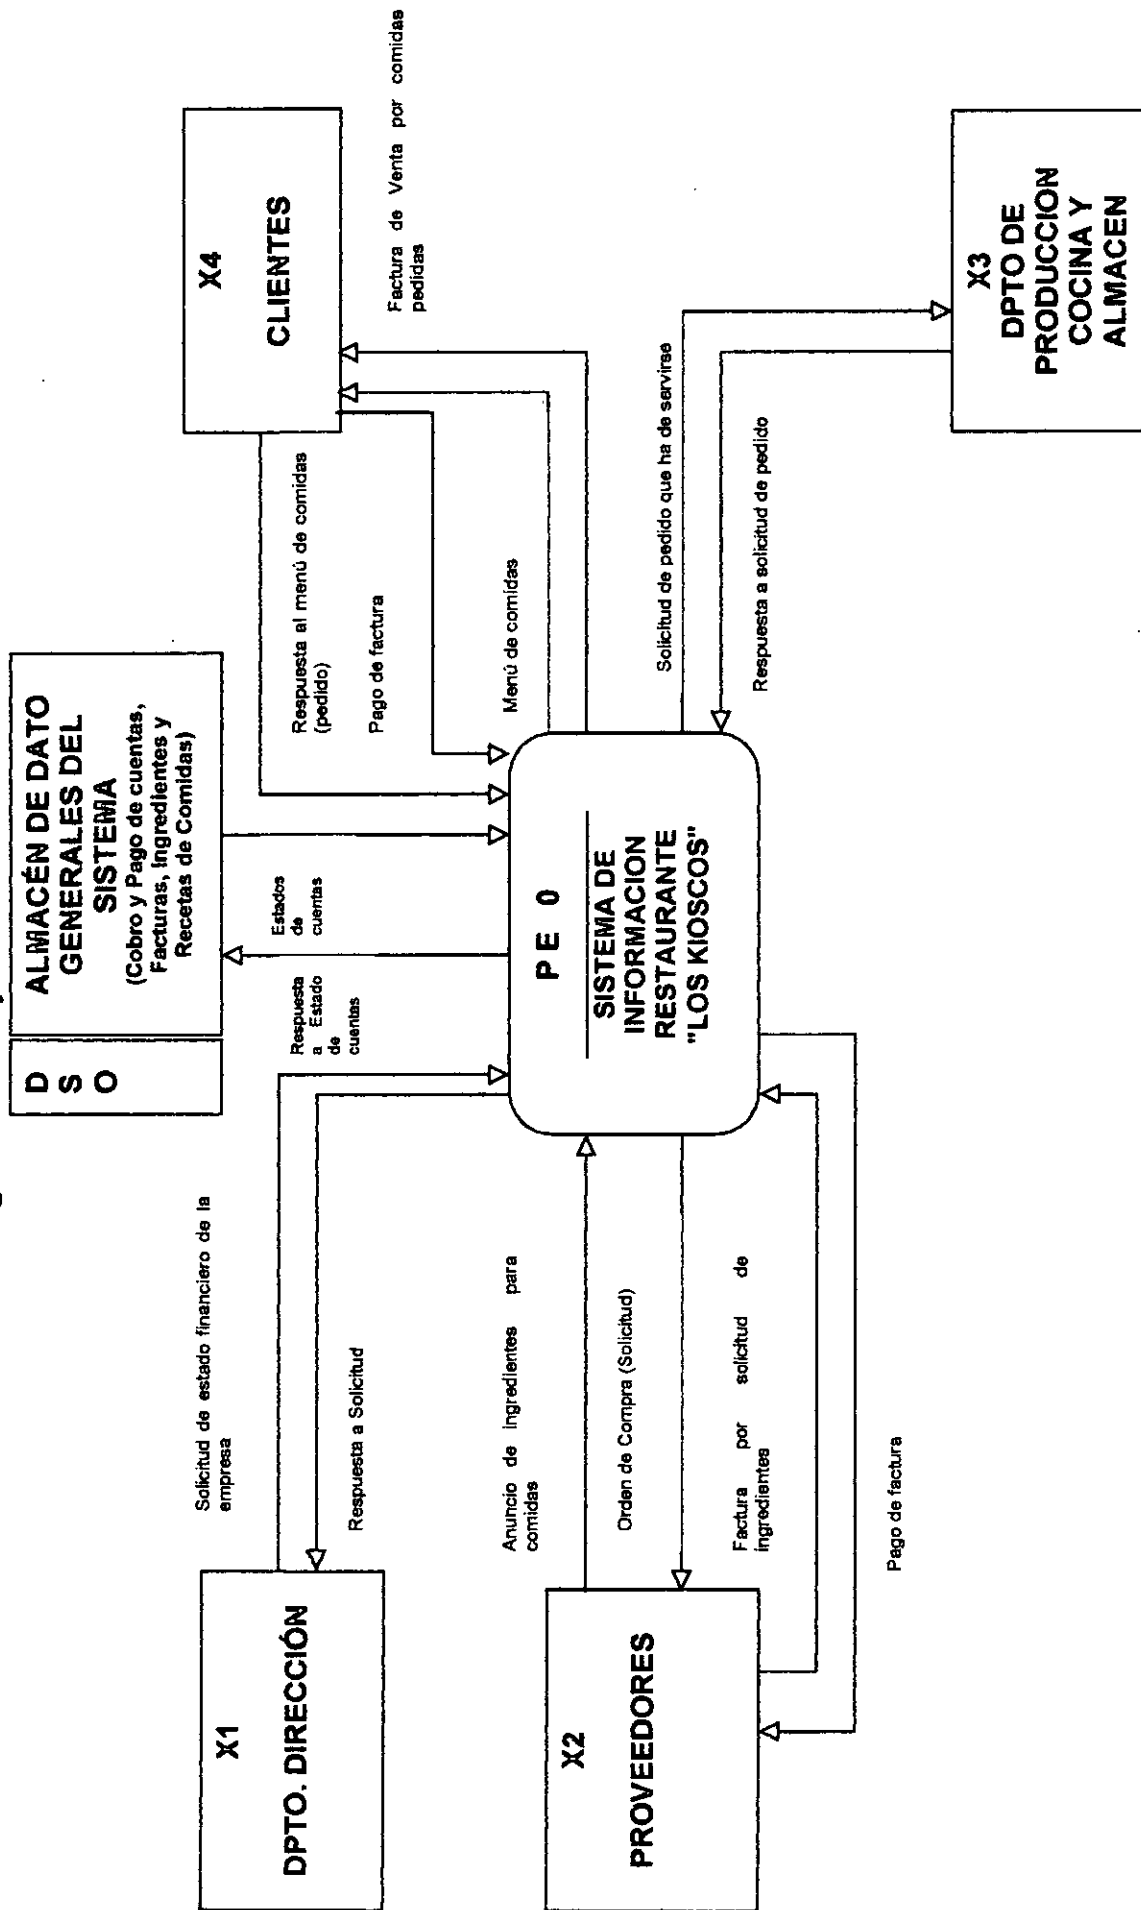 D
S
O
ALMACÉN DE DATO
GENERALES DEL
SISTEMA
(Cobro y Pago de cuentas,
Facturas, Ingredientes y
Recetas de Comidas)
X1
DPTO. DIRECCIÓN
Solicitud de estado financiero de la
empresa
Respuesta a Solicitud
Respuesta
a Estado
de
cuentas
Estados
de
cuentas
X4
CLIENTES
Respuesta al menú de comidas
(pedido)
Pago de factura
Menú de comidas
Factura de Venta por comidas
pedidas
P E 0
SISTEMA DE
INFORMACION
RESTAURANTE
"LOS KIOSCOS"
X2
PROVEEDORES
Anuncio de ingredientes para
comidas
Orden de Compra (Solicitud)
Factura por solicitud de
ingredientes
Pago de factura
Solicitud de pedido que ha de servirse
Respuesta a solicitud de pedido
X3
DPTO DE
PRODUCCION
COCINA Y
ALMACEN